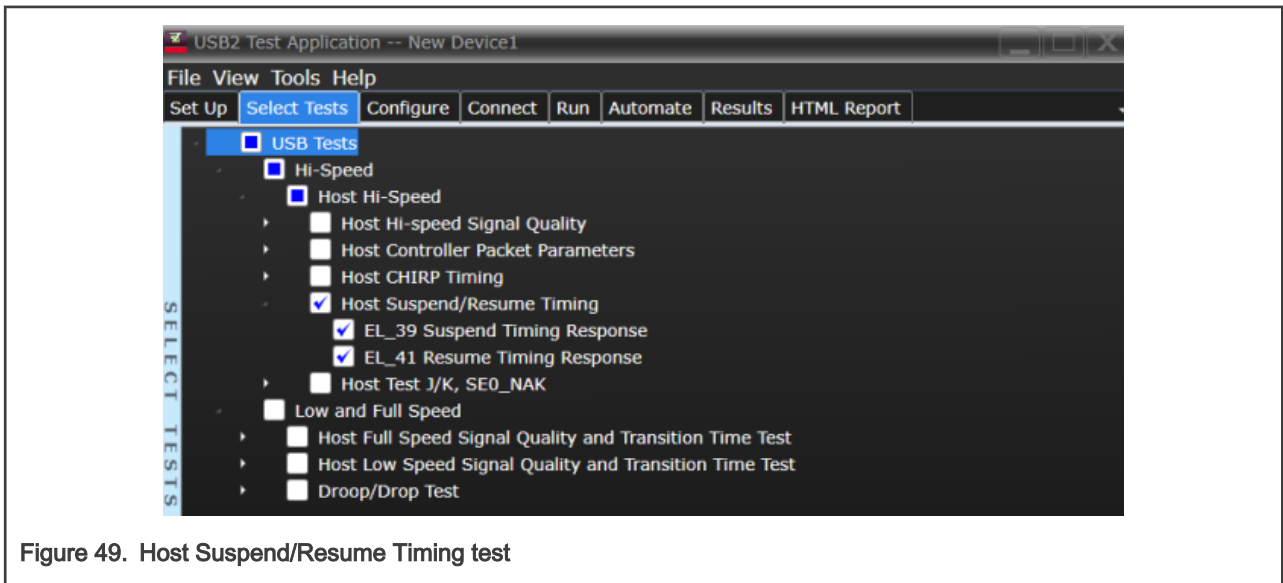 USB2 Test Application -- New Device1
File View Tools Help
Set Up Select Tests Configure Connect Run Automate Results HTML Report
USB Tests
Hi-Speed
Host Hi-Speed
Host Hi-speed Signal Quality
Host Controller Packet Parameters
Host CHIRP Timing
Host Suspend/Resume Timing
EL_39 Suspend Timing Response
EL_41 Resume Timing Response
Host Test J/K, SE0_NAK
Low and Full Speed
Host Full Speed Signal Quality and Transition Time Test
Host Low Speed Signal Quality and Transition Time Test
Droop/Drop Test
SELECT TESTS
Figure 49. Host Suspend/Resume Timing test